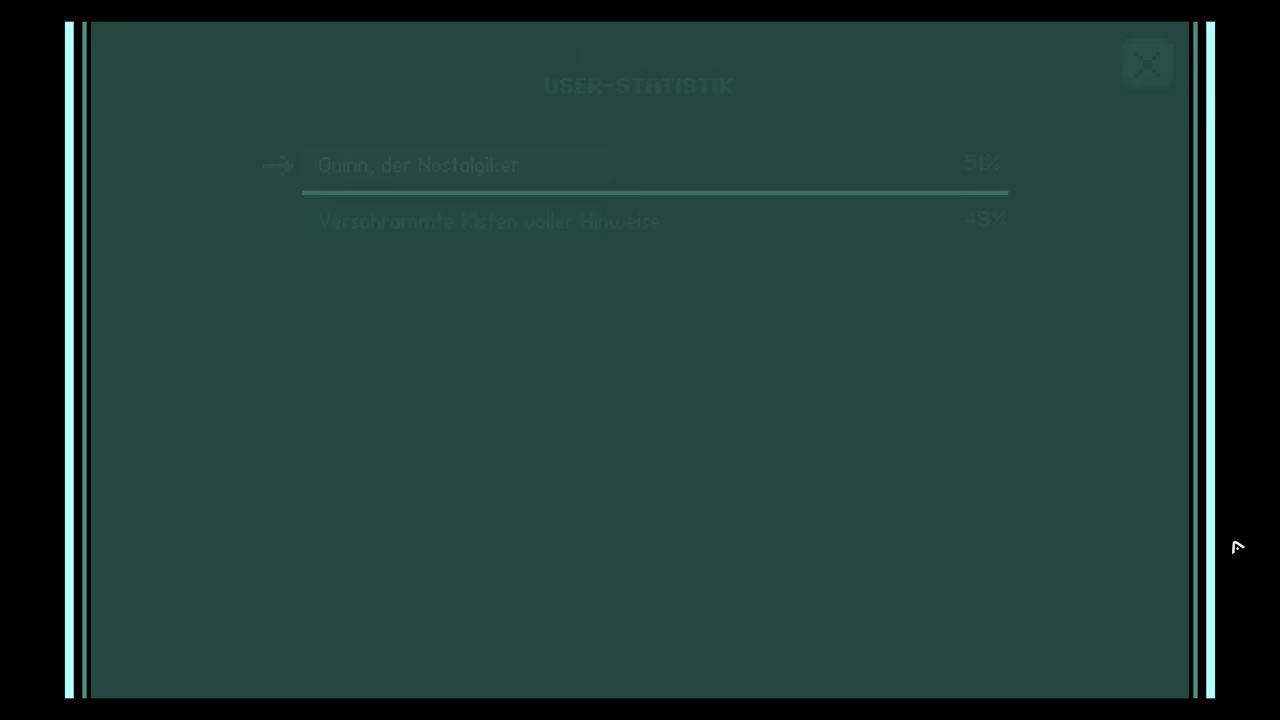 USER-STATISTIK
Quinn, der Nostalgiker 51%
Verschrammte Kisten voller Hinweise 49%